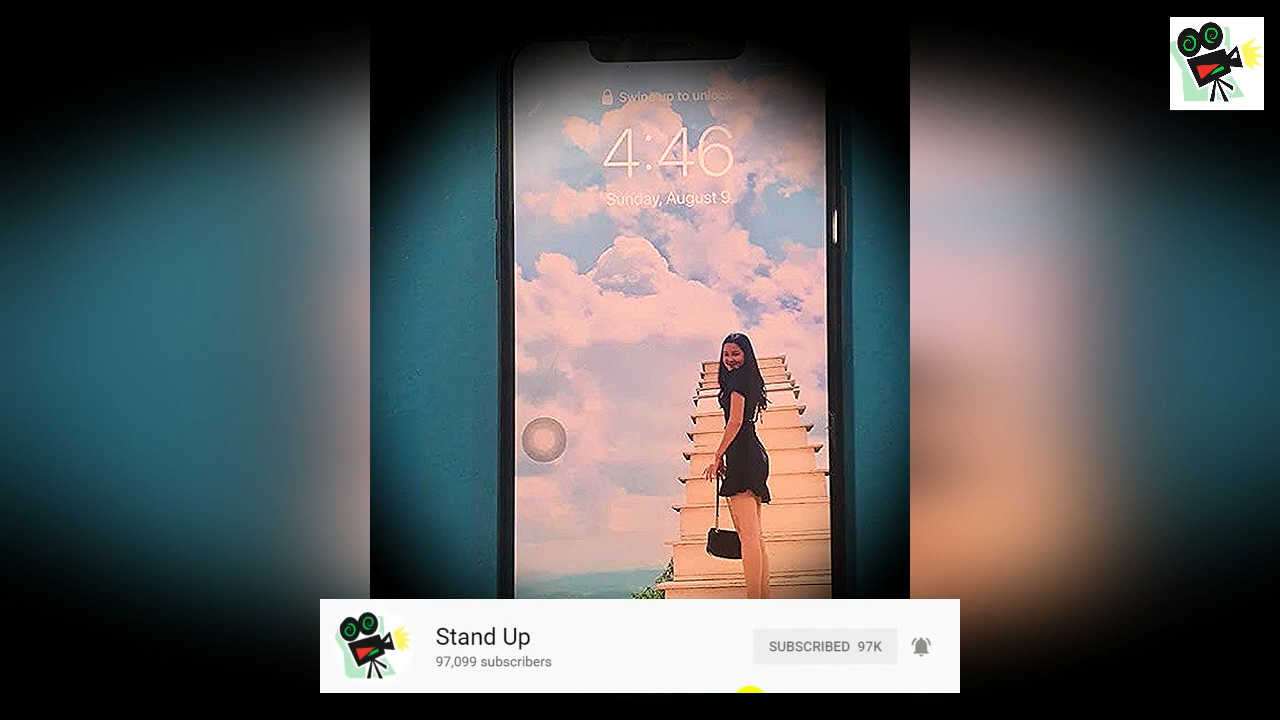 Swipe up to unlock
4:46
Sunday, August 9
Stand Up
97,099 subscribers
SUBSCRIBED 97K